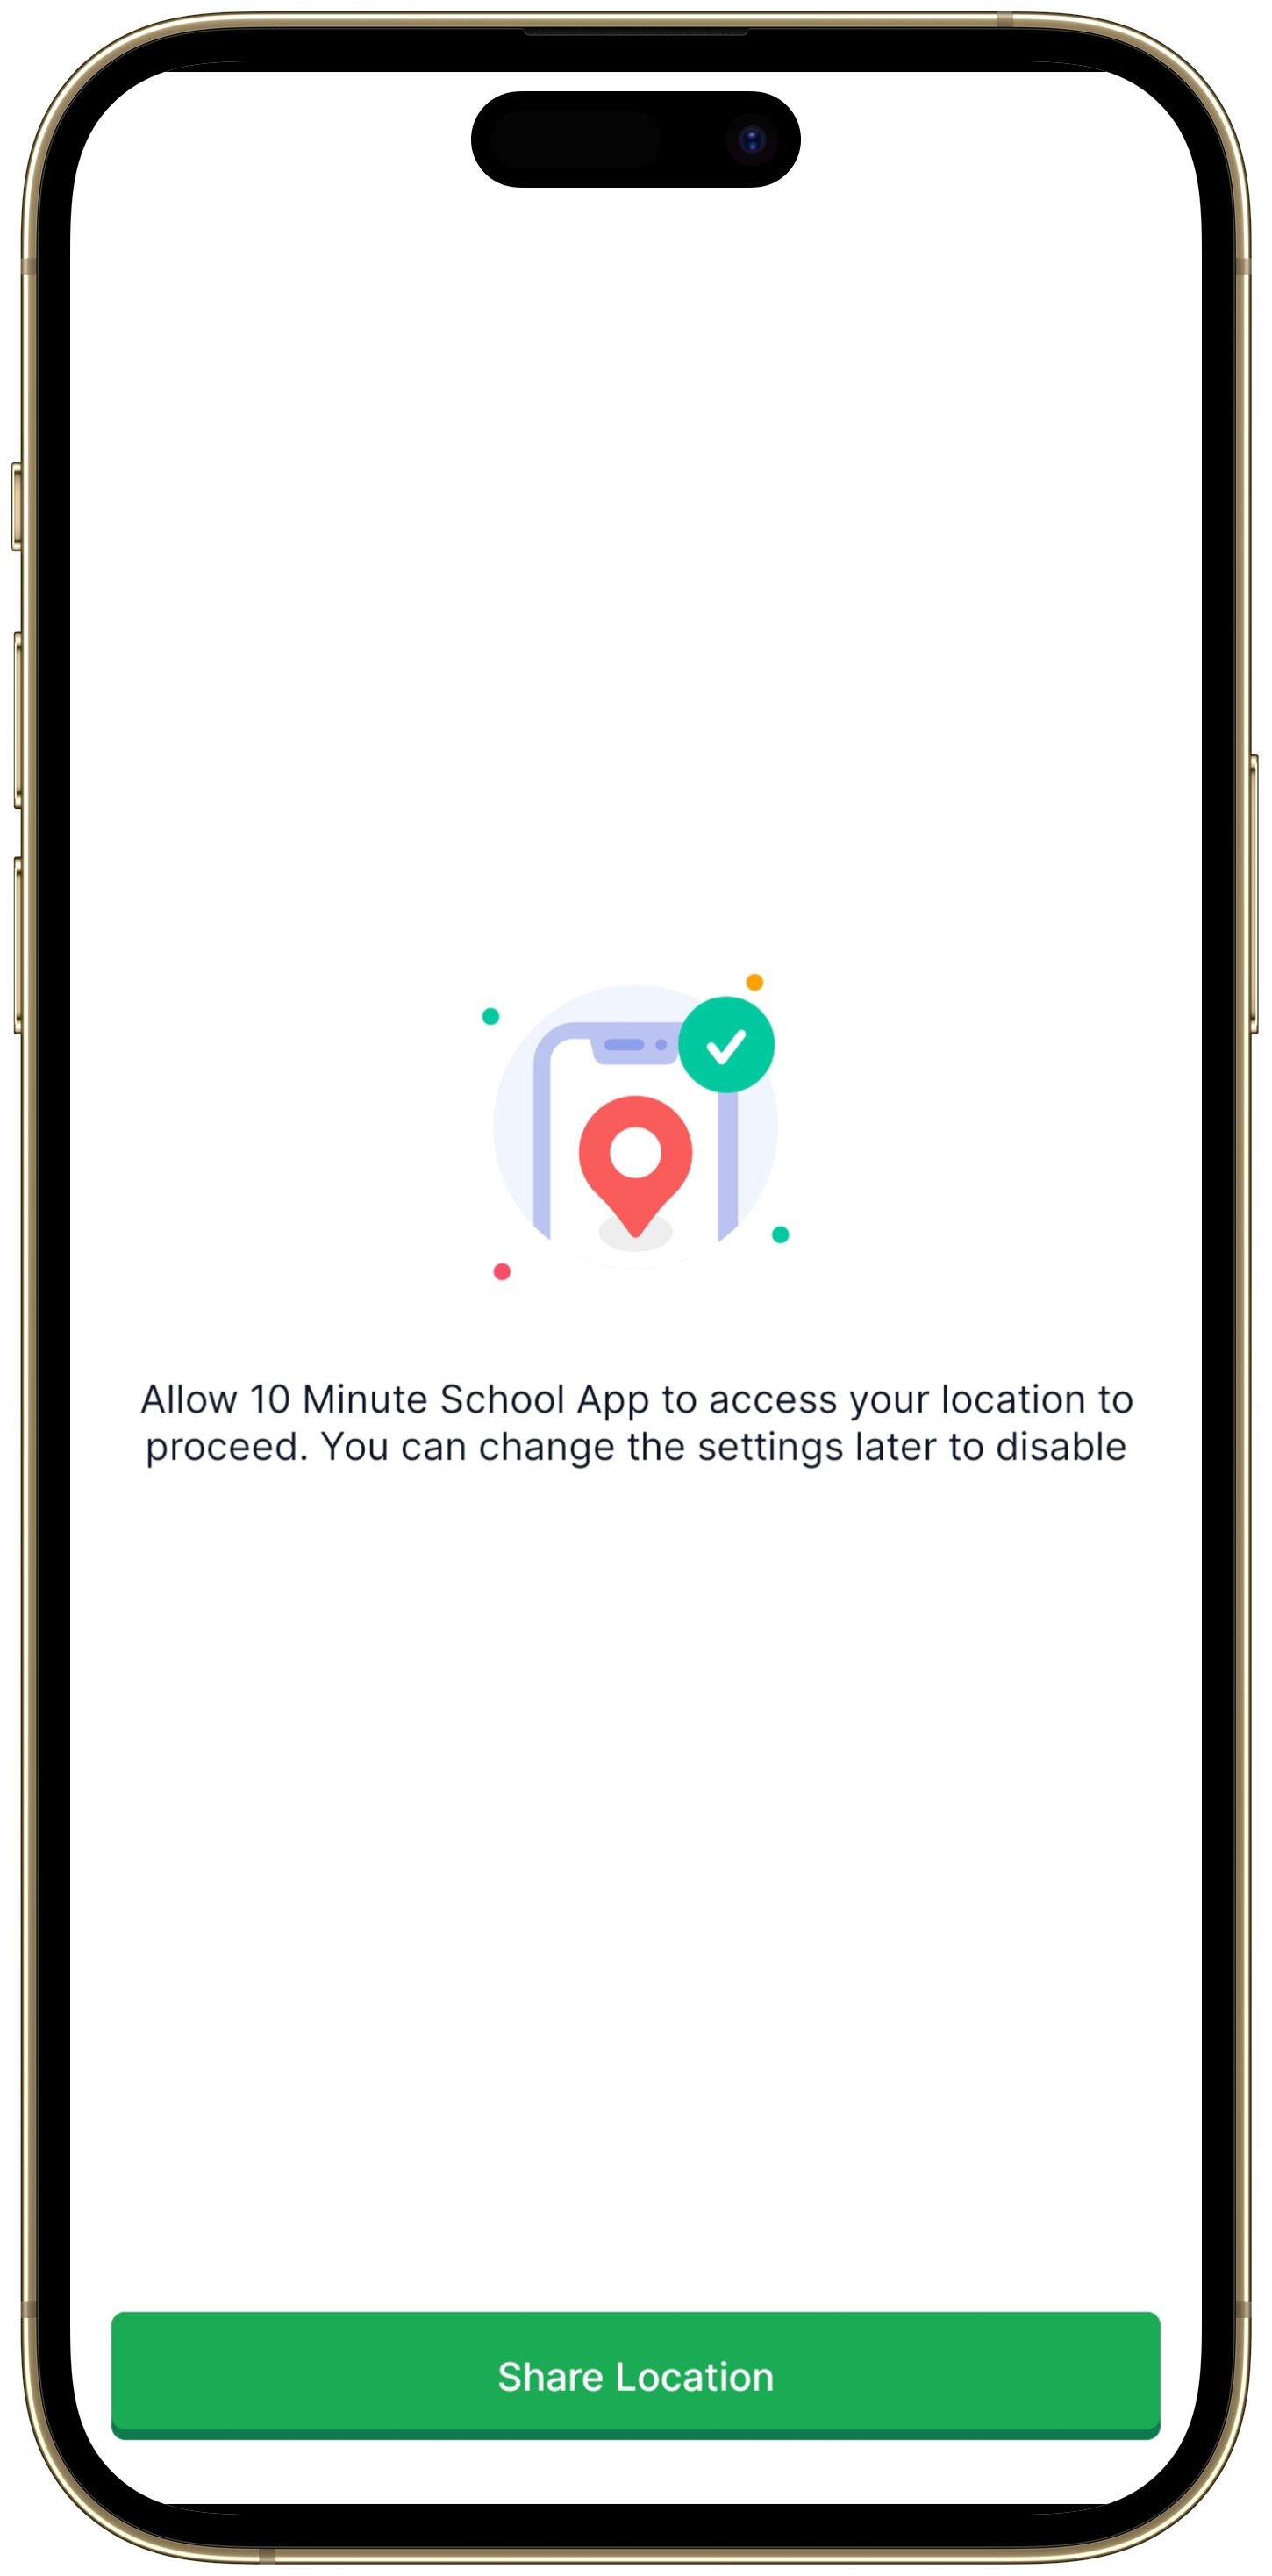 Allow 10 Minute School App to access your location to
proceed. You can change the settings later to disable
Share Location